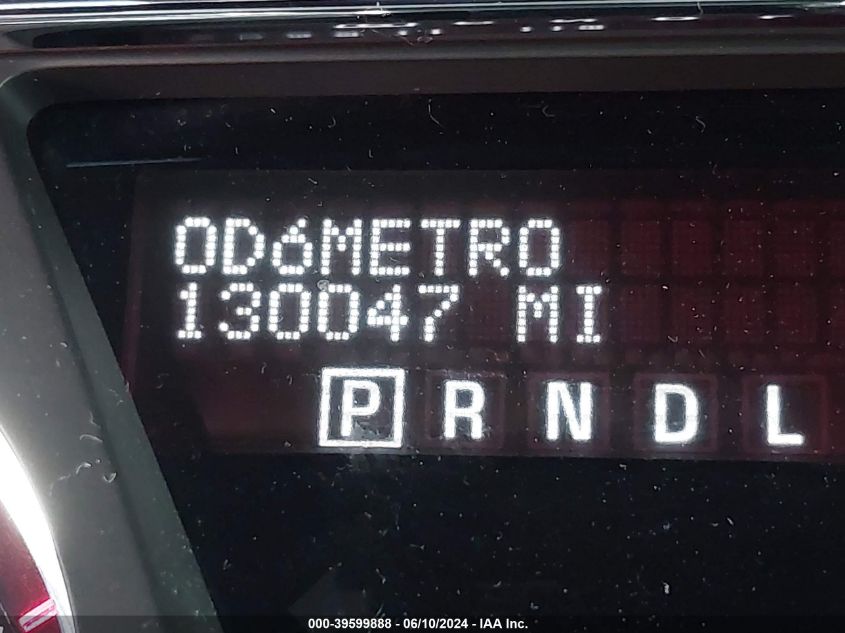 ODóMETRO
130047 MI
P R N D L
000-39599888 - 06/10/2024 - IAA Inc.